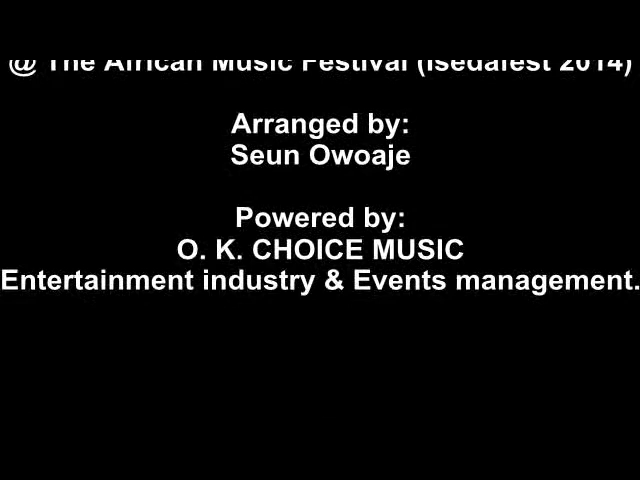 @ The African Music Festival (Isedafest 2014)
Arranged by:
Seun Owoaje
Powered by:
O. K. CHOICE MUSIC
Entertainment industry & Events management.